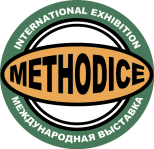 INTERNATIONAL EXHIBITION
METHODICE
МЕЖДУНАРОДНАЯ ВЫСТАВКА